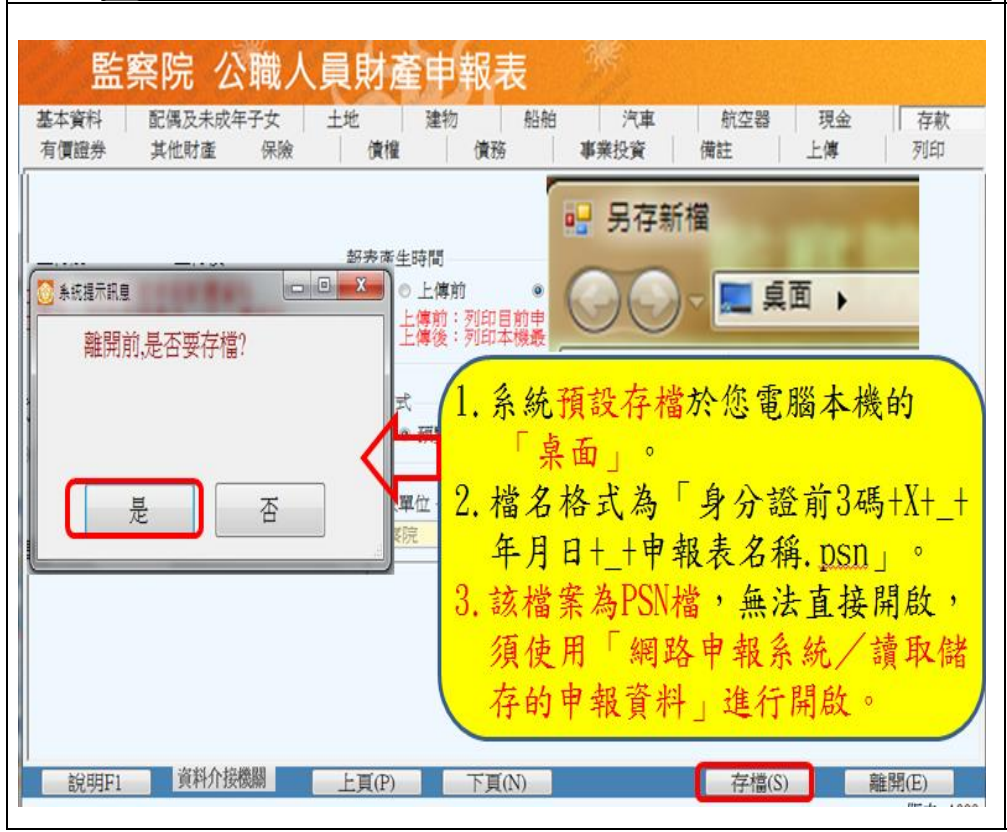 監察院 公職人員財產申報表
基本資料 配偶及未成年子女 土地 建物 船舶 汽車 航空器 現金 存款
有價證券 其他財產 保險 債權 債務 事業投資 備註 上傳 列印
另存新檔
報表產生時間
系統提示訊息
上傳前
桌面
上傳前：列印目前申
上傳後：列印本機最
離開前,是否要存檔?
式
1. 系統預設存檔於您電腦本機的
「桌面」。
是 否
單位
2. 檔名格式為「身分證前3碼+X+_+
年月日+_+申報表名稱.psn」。
3. 該檔案為PSN檔，無法直接開啟，
須使用「網路申報系統／讀取儲
存的申報資料」進行開啟。
說明F1 資料介接機關 上頁(P) 下頁(N) 存檔(S) 離開(E)